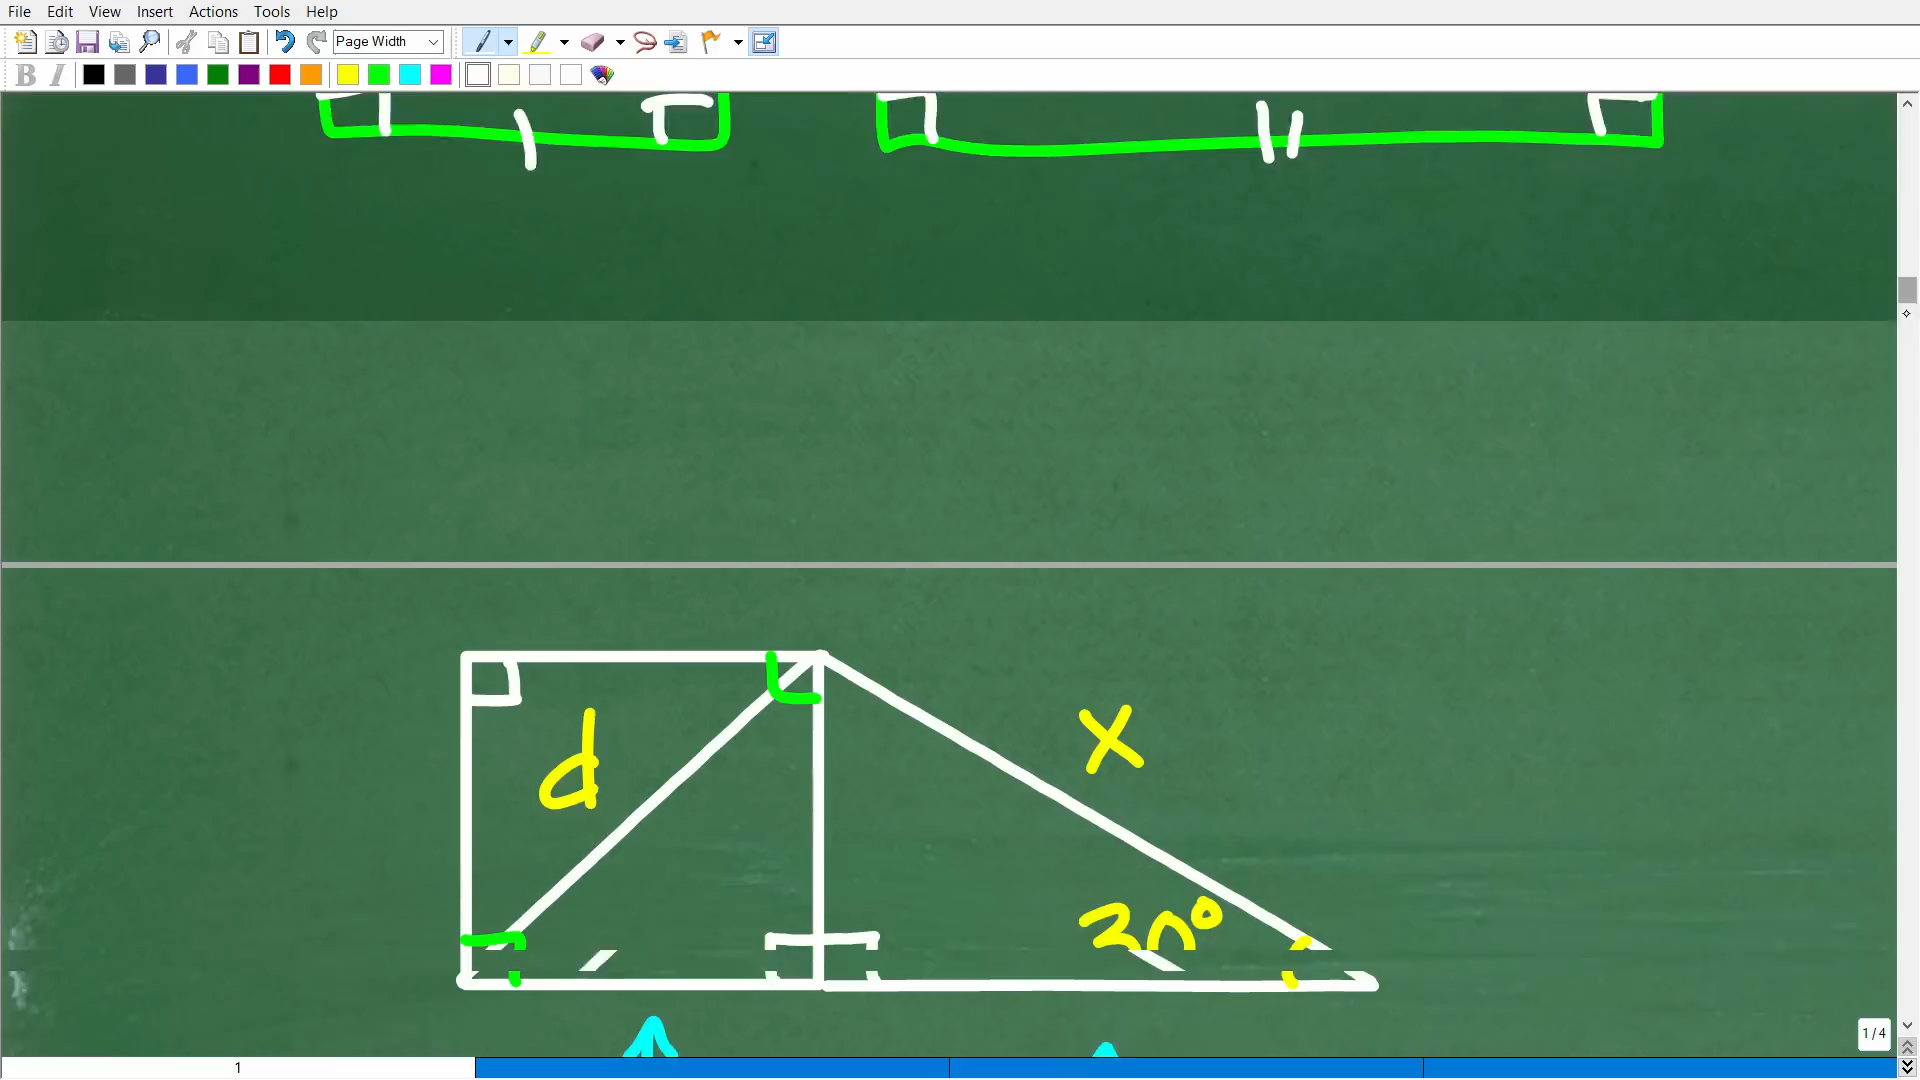 File Edit View Insert Actions Tools Help
Page Width
B I
d
x
30°
1 / 4
1